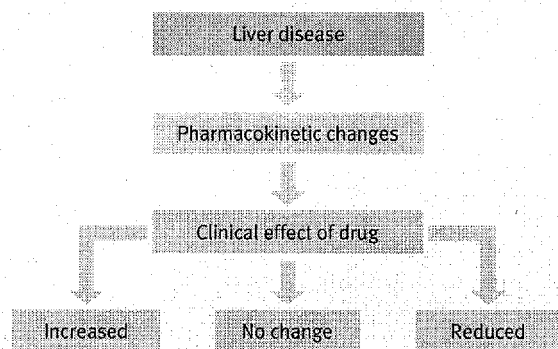 Liver disease
Pharmacokinetic changes
Clinical effect of drug
Increased
No change
Reduced